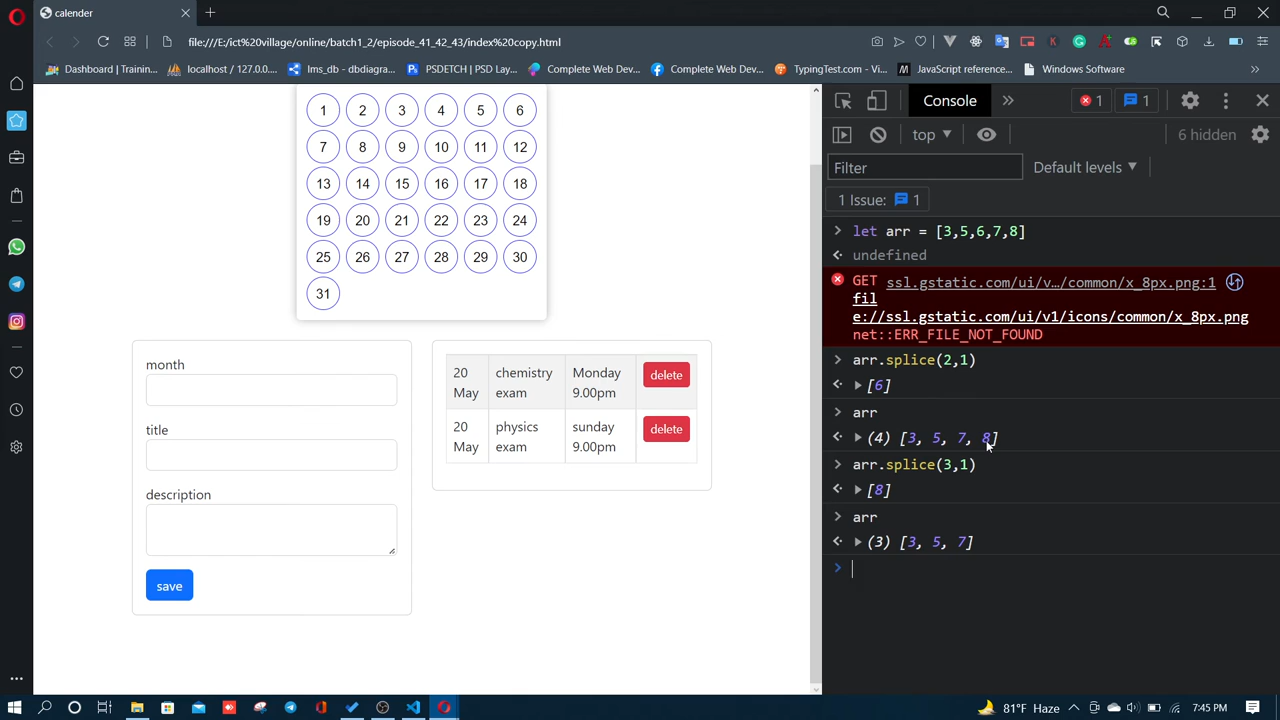 calender
file:///E:/ict%20village/online/batch1_2/episode_41_42_43/index%20copy.html
Dashboard | Trainin...
localhost / 127.0.0....
lms_db - dbdiagra...
PSDETCH | PSD Lay...
Complete Web Dev...
Complete Web Dev...
TypingTest.com - Vi...
JavaScript reference...
Windows Software
1 2 3 4 5 6
7 8 9 10 11 12
13 14 15 16 17 18
19 20 21 22 23 24
25 26 27 28 29 30
31
month
title
description
save
20 May
chemistry exam
Monday 9.00pm
delete
20 May
physics exam
sunday 9.00pm
delete
Console
1
1
top
6 hidden
Filter
Default levels
1 Issue: 1
let arr = [3,5,6,7,8]
undefined
GET ssl.gstatic.com/ui/v…/common/x_8px.png:1
fil
e://ssl.gstatic.com/ui/v1/icons/common/x_8px.png
net::ERR_FILE_NOT_FOUND
arr.splice(2,1)
[6]
arr
(4) [3, 5, 7, 8]
arr.splice(3,1)
[8]
arr
(3) [3, 5, 7]
81°F Haze
7:45 PM